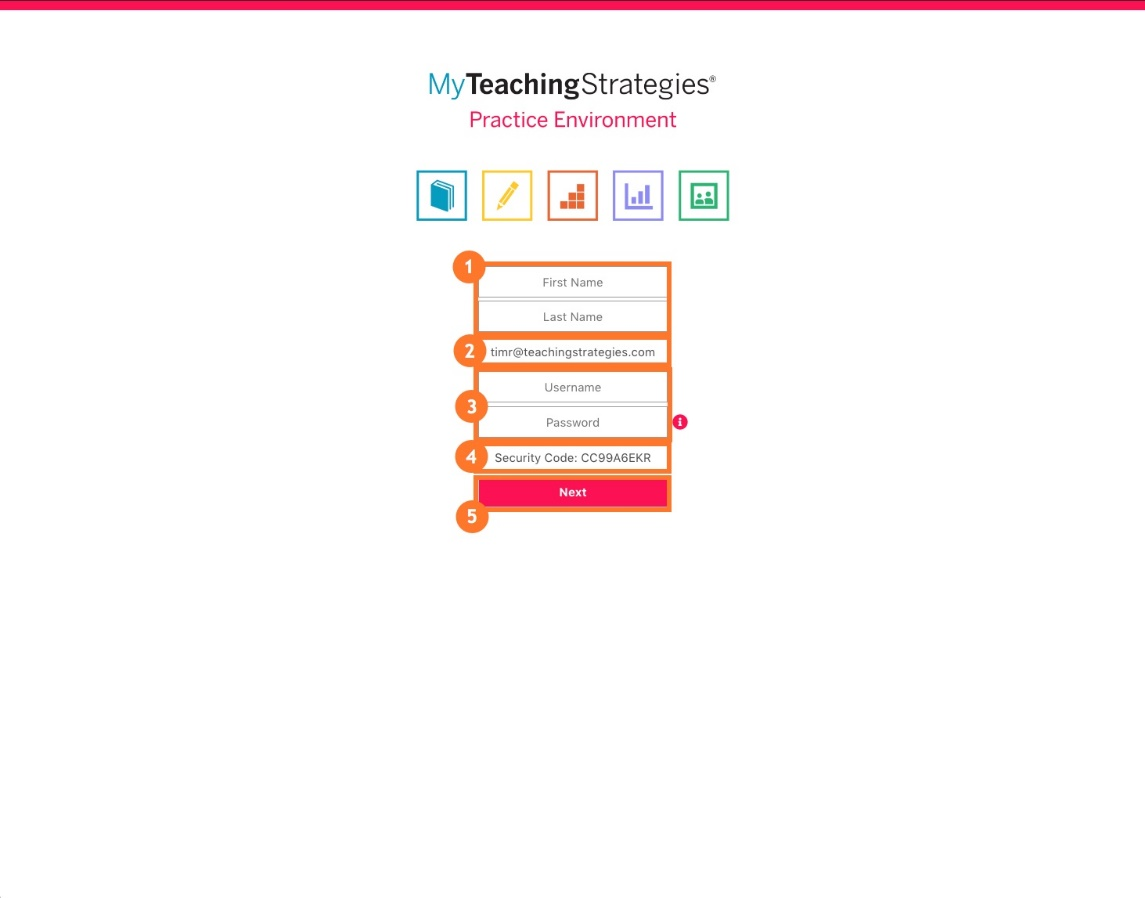 MyTeachingStrategies®
Practice Environment
1
First Name
Last Name
2 timr@teachingstrategies.com
Username
3
Password
4 Security Code: CC99A6EKR
Next
5